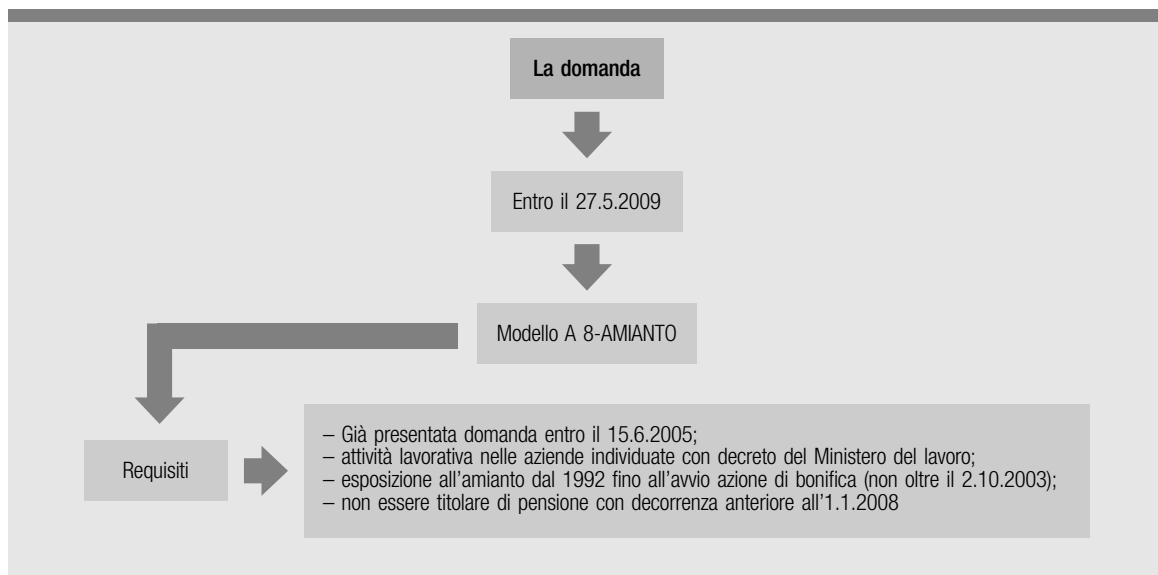 La domanda
Entro il 27.5.2009
Modello A 8-AMIANTO
Requisiti
– Già presentata domanda entro il 15.6.2005;
– attività lavorativa nelle aziende individuate con decreto del Ministero del lavoro;
– esposizione all'amianto dal 1992 fino all'avvio azione di bonifica (non oltre il 2.10.2003);
– non essere titolare di pensione con decorrenza anteriore all'1.1.2008